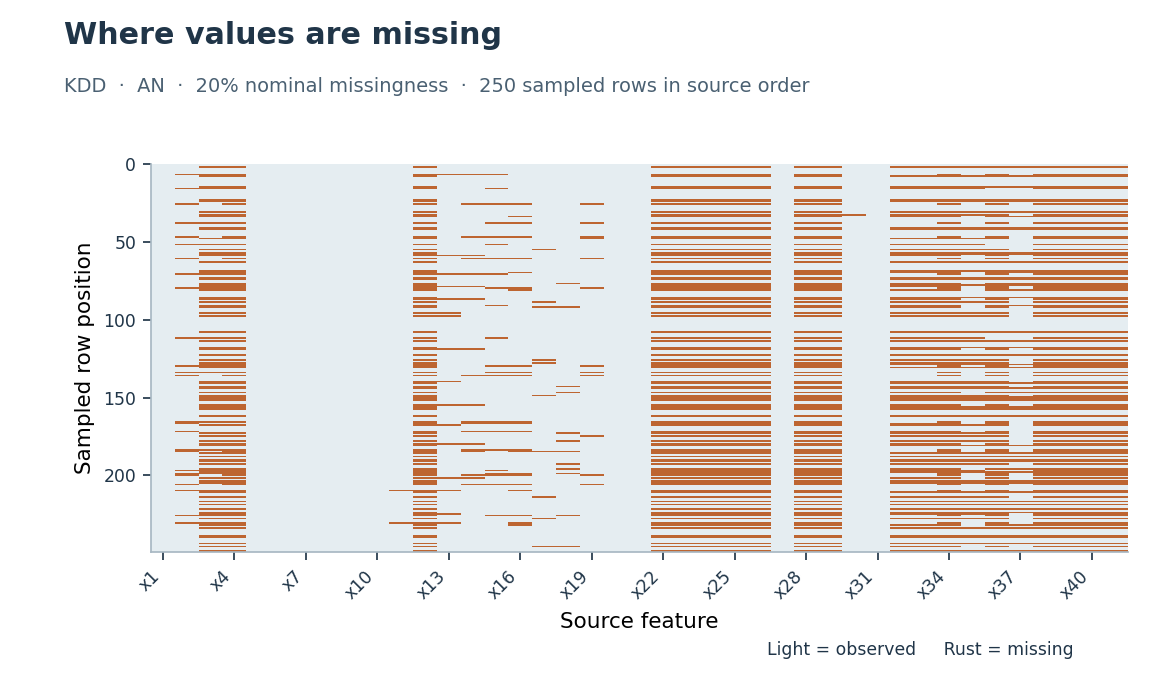 Where values are missing
KDD · AN · 20% nominal missingness · 250 sampled rows in source order
0
50
100
150
200
Sampled row position
x1 x4 x7 x10 x13 x16 x19 x22 x25 x28 x31 x34 x37 x40
Source feature
Light = observed Rust = missing